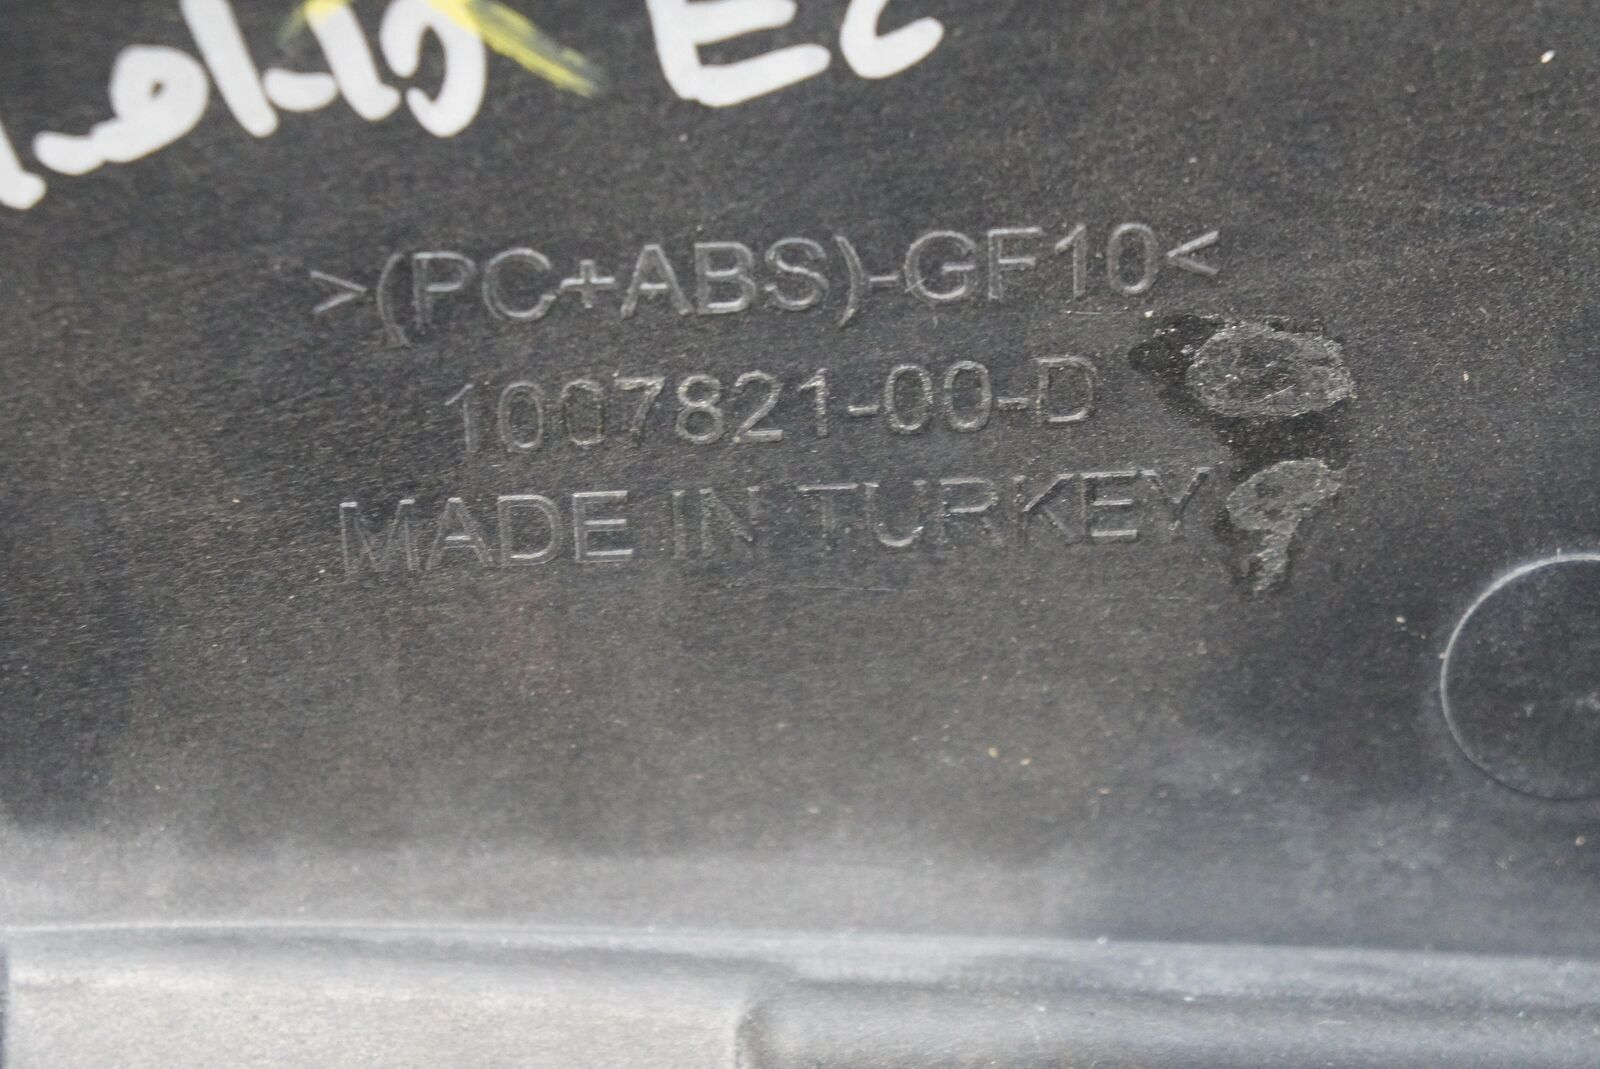 >(PC+ABS)-GF10<
1007821-00-D
MADE IN TURKEY